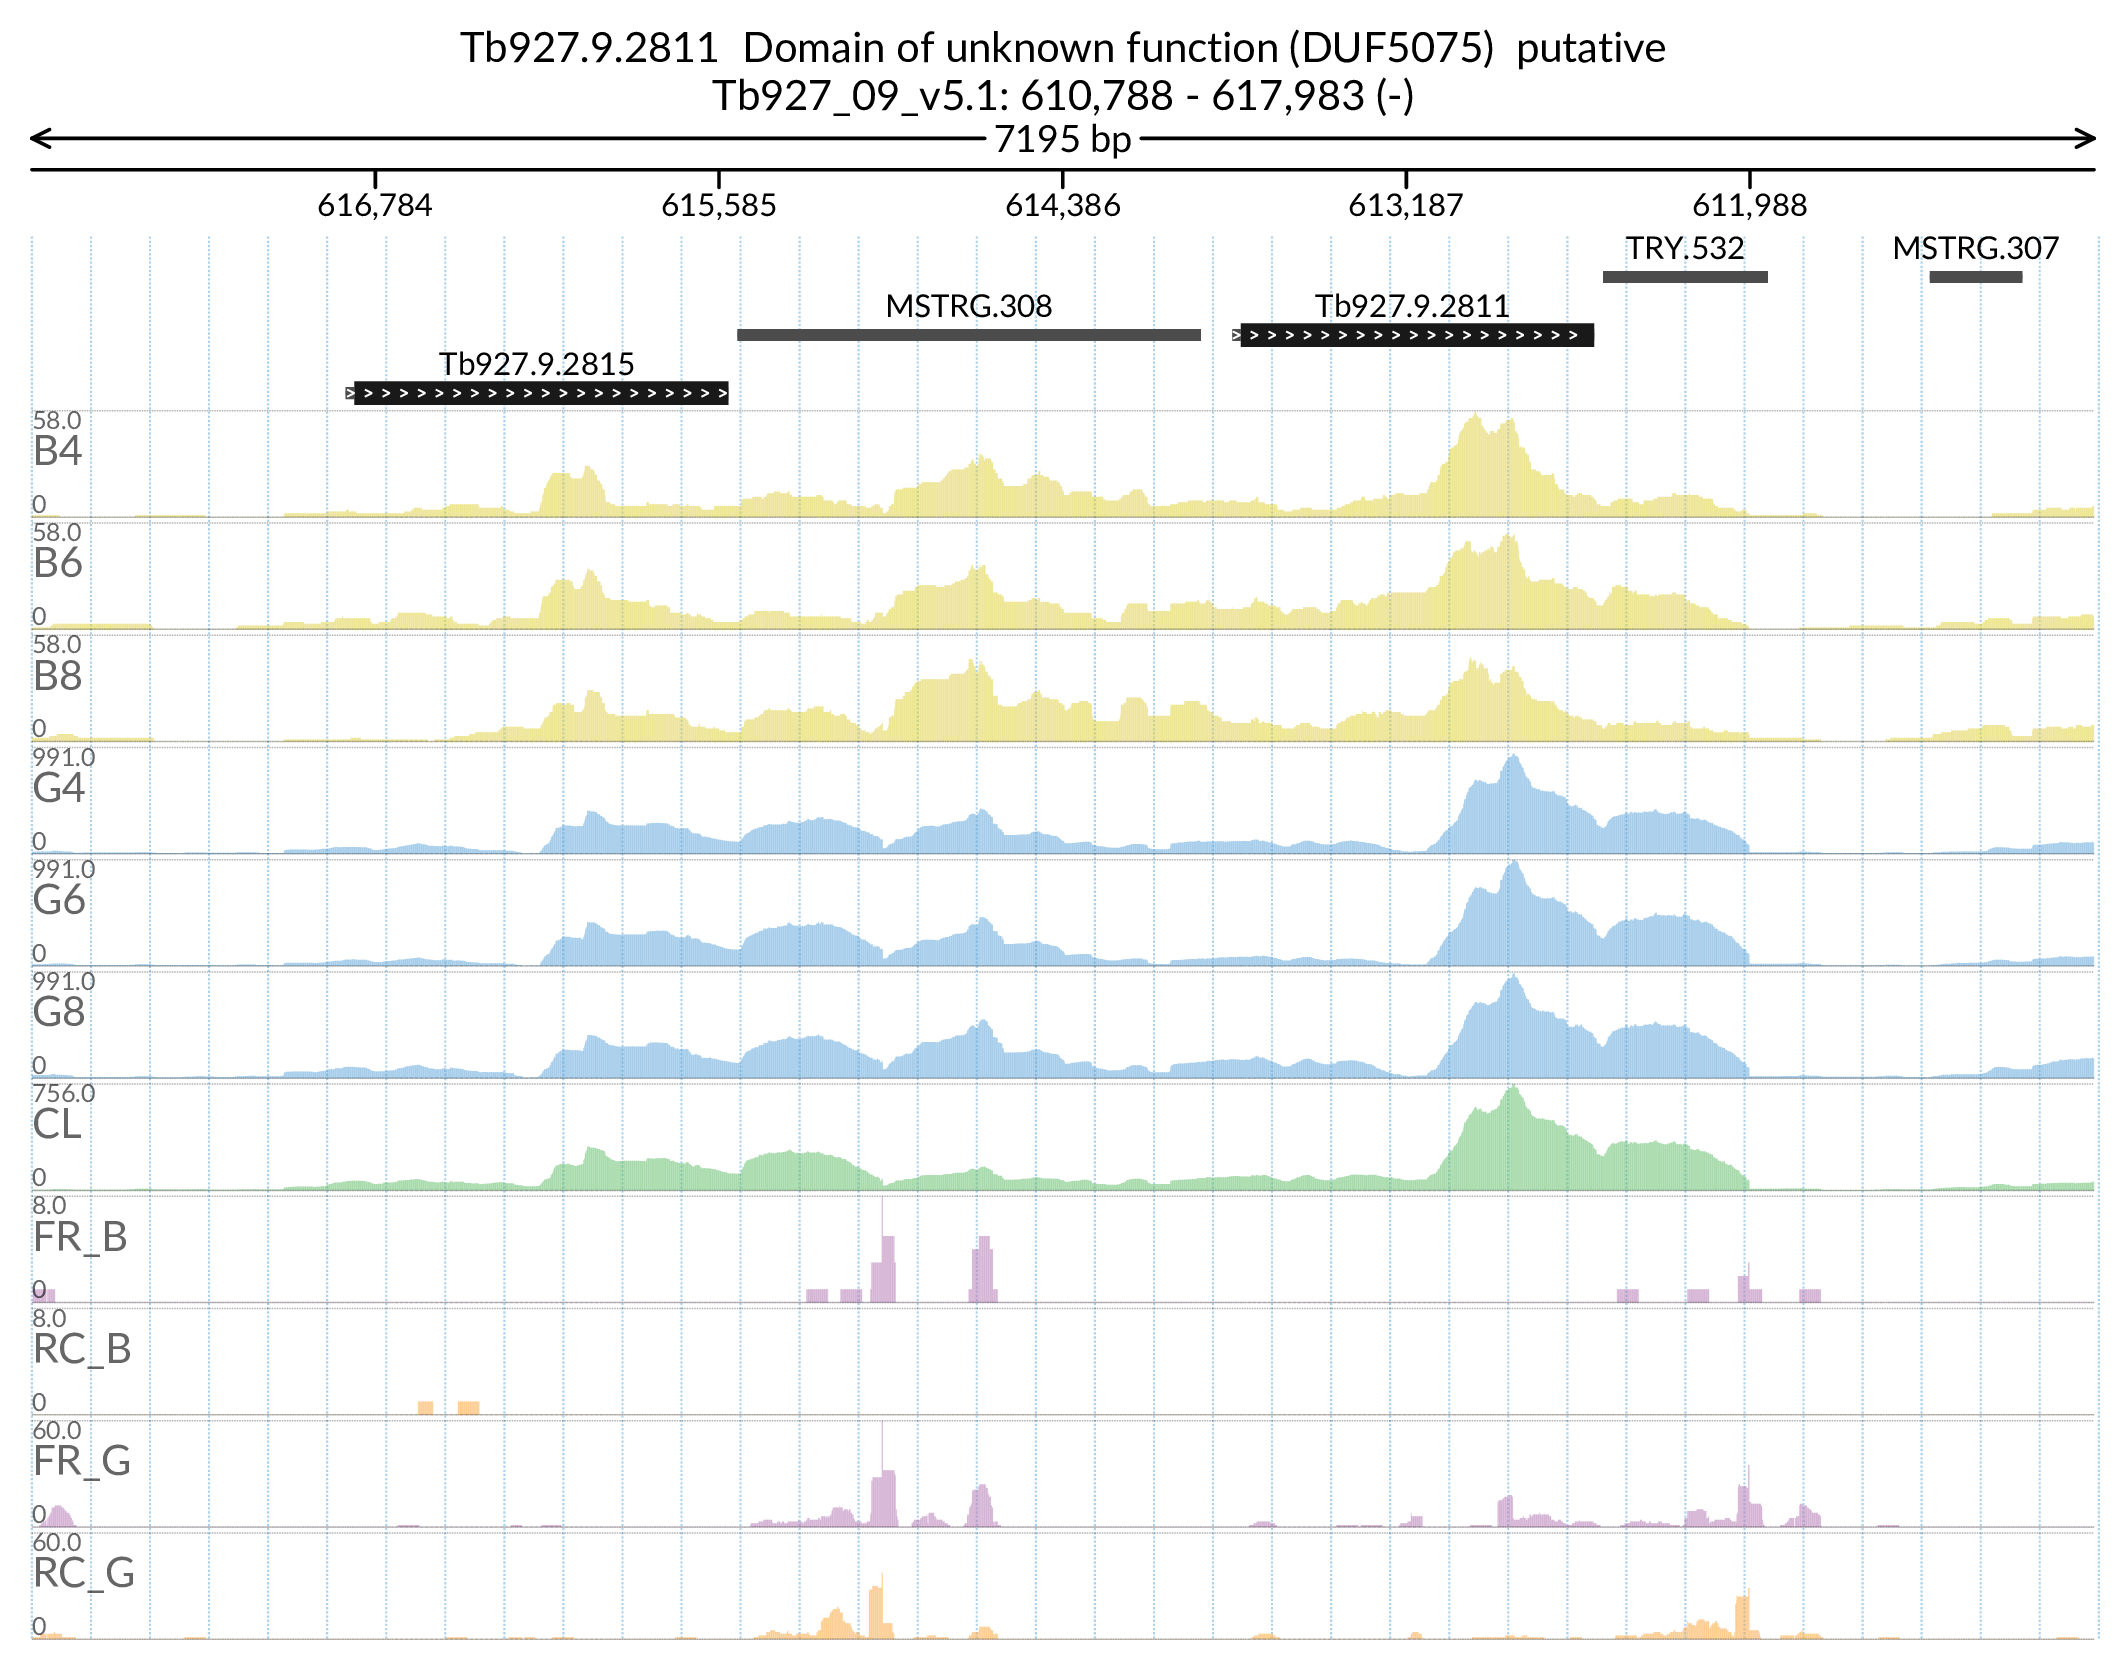 Tb927.9.2811  Domain of unknown function (DUF5075)  putative
Tb927_09_v5.1: 610,788 - 617,983 (-)
7195 bp
616,784 615,585 614,386 613,187 611,988
TRY.532 MSTRG.307
MSTRG.308 Tb927.9.2811
Tb927.9.2815
58.0
B4
0
58.0
B6
0
58.0
B8
0
991.0
G4
0
991.0
G6
0
991.0
G8
0
756.0
CL
0
8.0
FR_B
0
8.0
RC_B
0
60.0
FR_G
0
60.0
RC_G
0